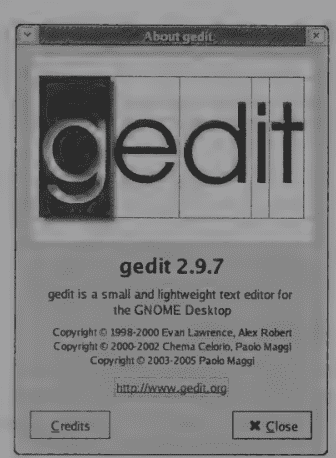 About gedit
gedit
gedit 2.9.7
gedit is a small and lightweight text editor for
the GNOME Desktop
Copyright © 1998-2000 Evan Lawrence, Alex Robert
Copyright © 2000-2002 Chema Celorio, Paolo Maggi
Copyright © 2003-2005 Paolo Maggi
http://www.gedit.org
Credits
Close